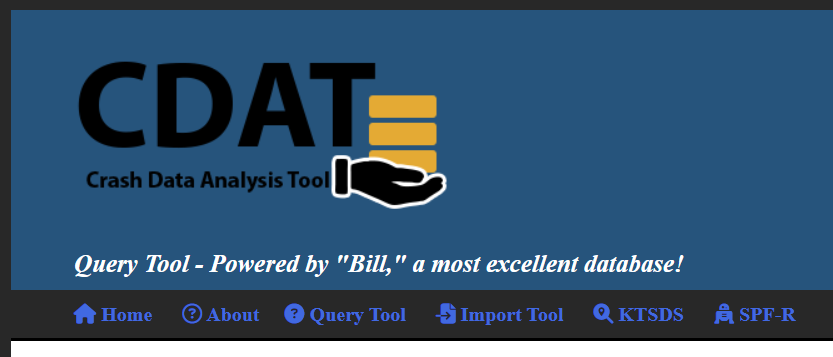 CDAT
Crash Data Analysis Tool
Query Tool - Powered by "Bill," a most excellent database!
Home About Query Tool Import Tool KTSDS SPF-R